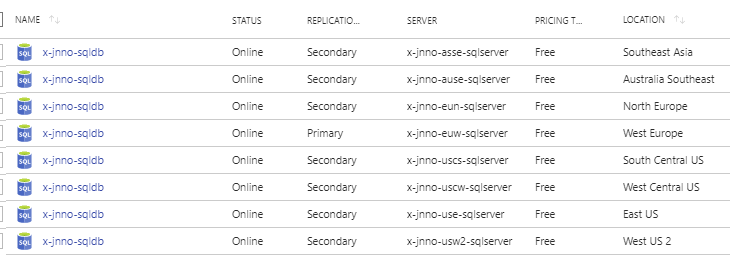 NAME ↑↓ STATUS REPLICATIO... SERVER PRICING T... LOCATION ↑↓
SQL x-jnno-sqldb Online Secondary x-jnno-asse-sqlserver Free Southeast Asia
SQL x-jnno-sqldb Online Secondary x-jnno-ause-sqlserver Free Australia Southeast
SQL x-jnno-sqldb Online Secondary x-jnno-eun-sqlserver Free North Europe
SQL x-jnno-sqldb Online Primary x-jnno-euw-sqlserver Free West Europe
SQL x-jnno-sqldb Online Secondary x-jnno-uscs-sqlserver Free South Central US
SQL x-jnno-sqldb Online Secondary x-jnno-uscw-sqlserver Free West Central US
SQL x-jnno-sqldb Online Secondary x-jnno-use-sqlserver Free East US
SQL x-jnno-sqldb Online Secondary x-jnno-usw2-sqlserver Free West US 2